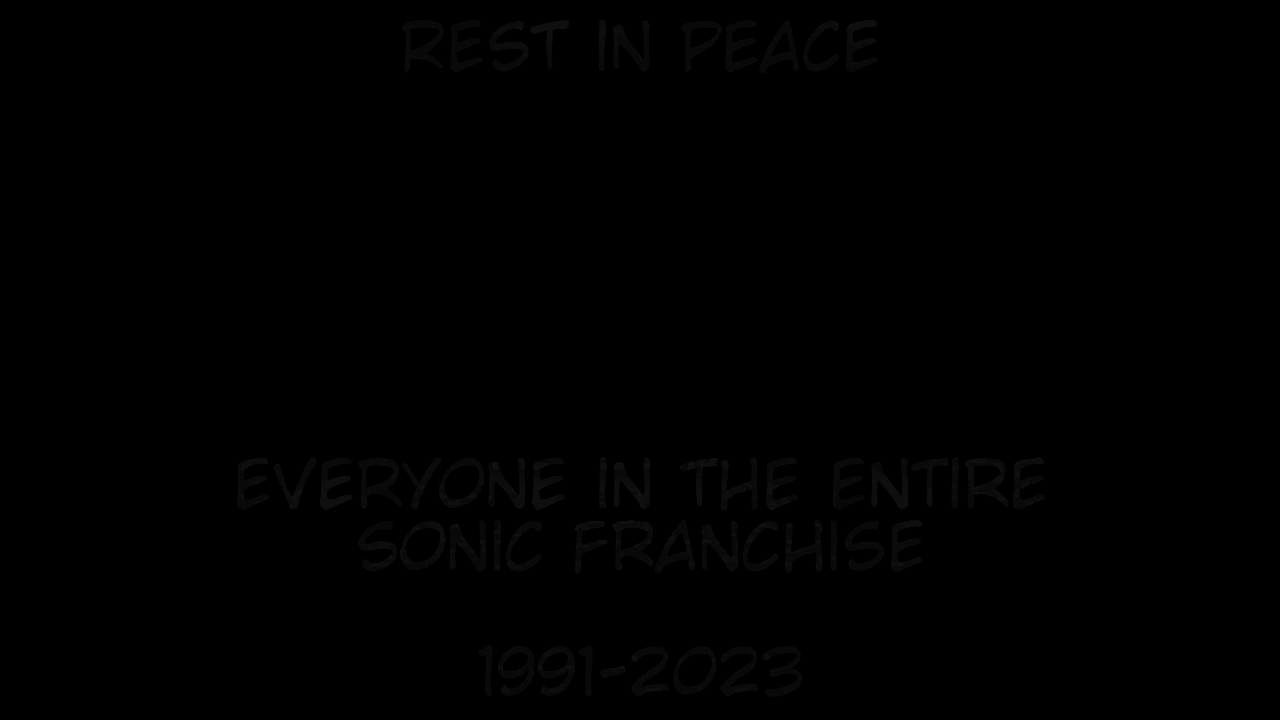 REST IN PEACE
EVERYONE IN THE ENTIRE
SONIC FRANCHISE
1991-2023